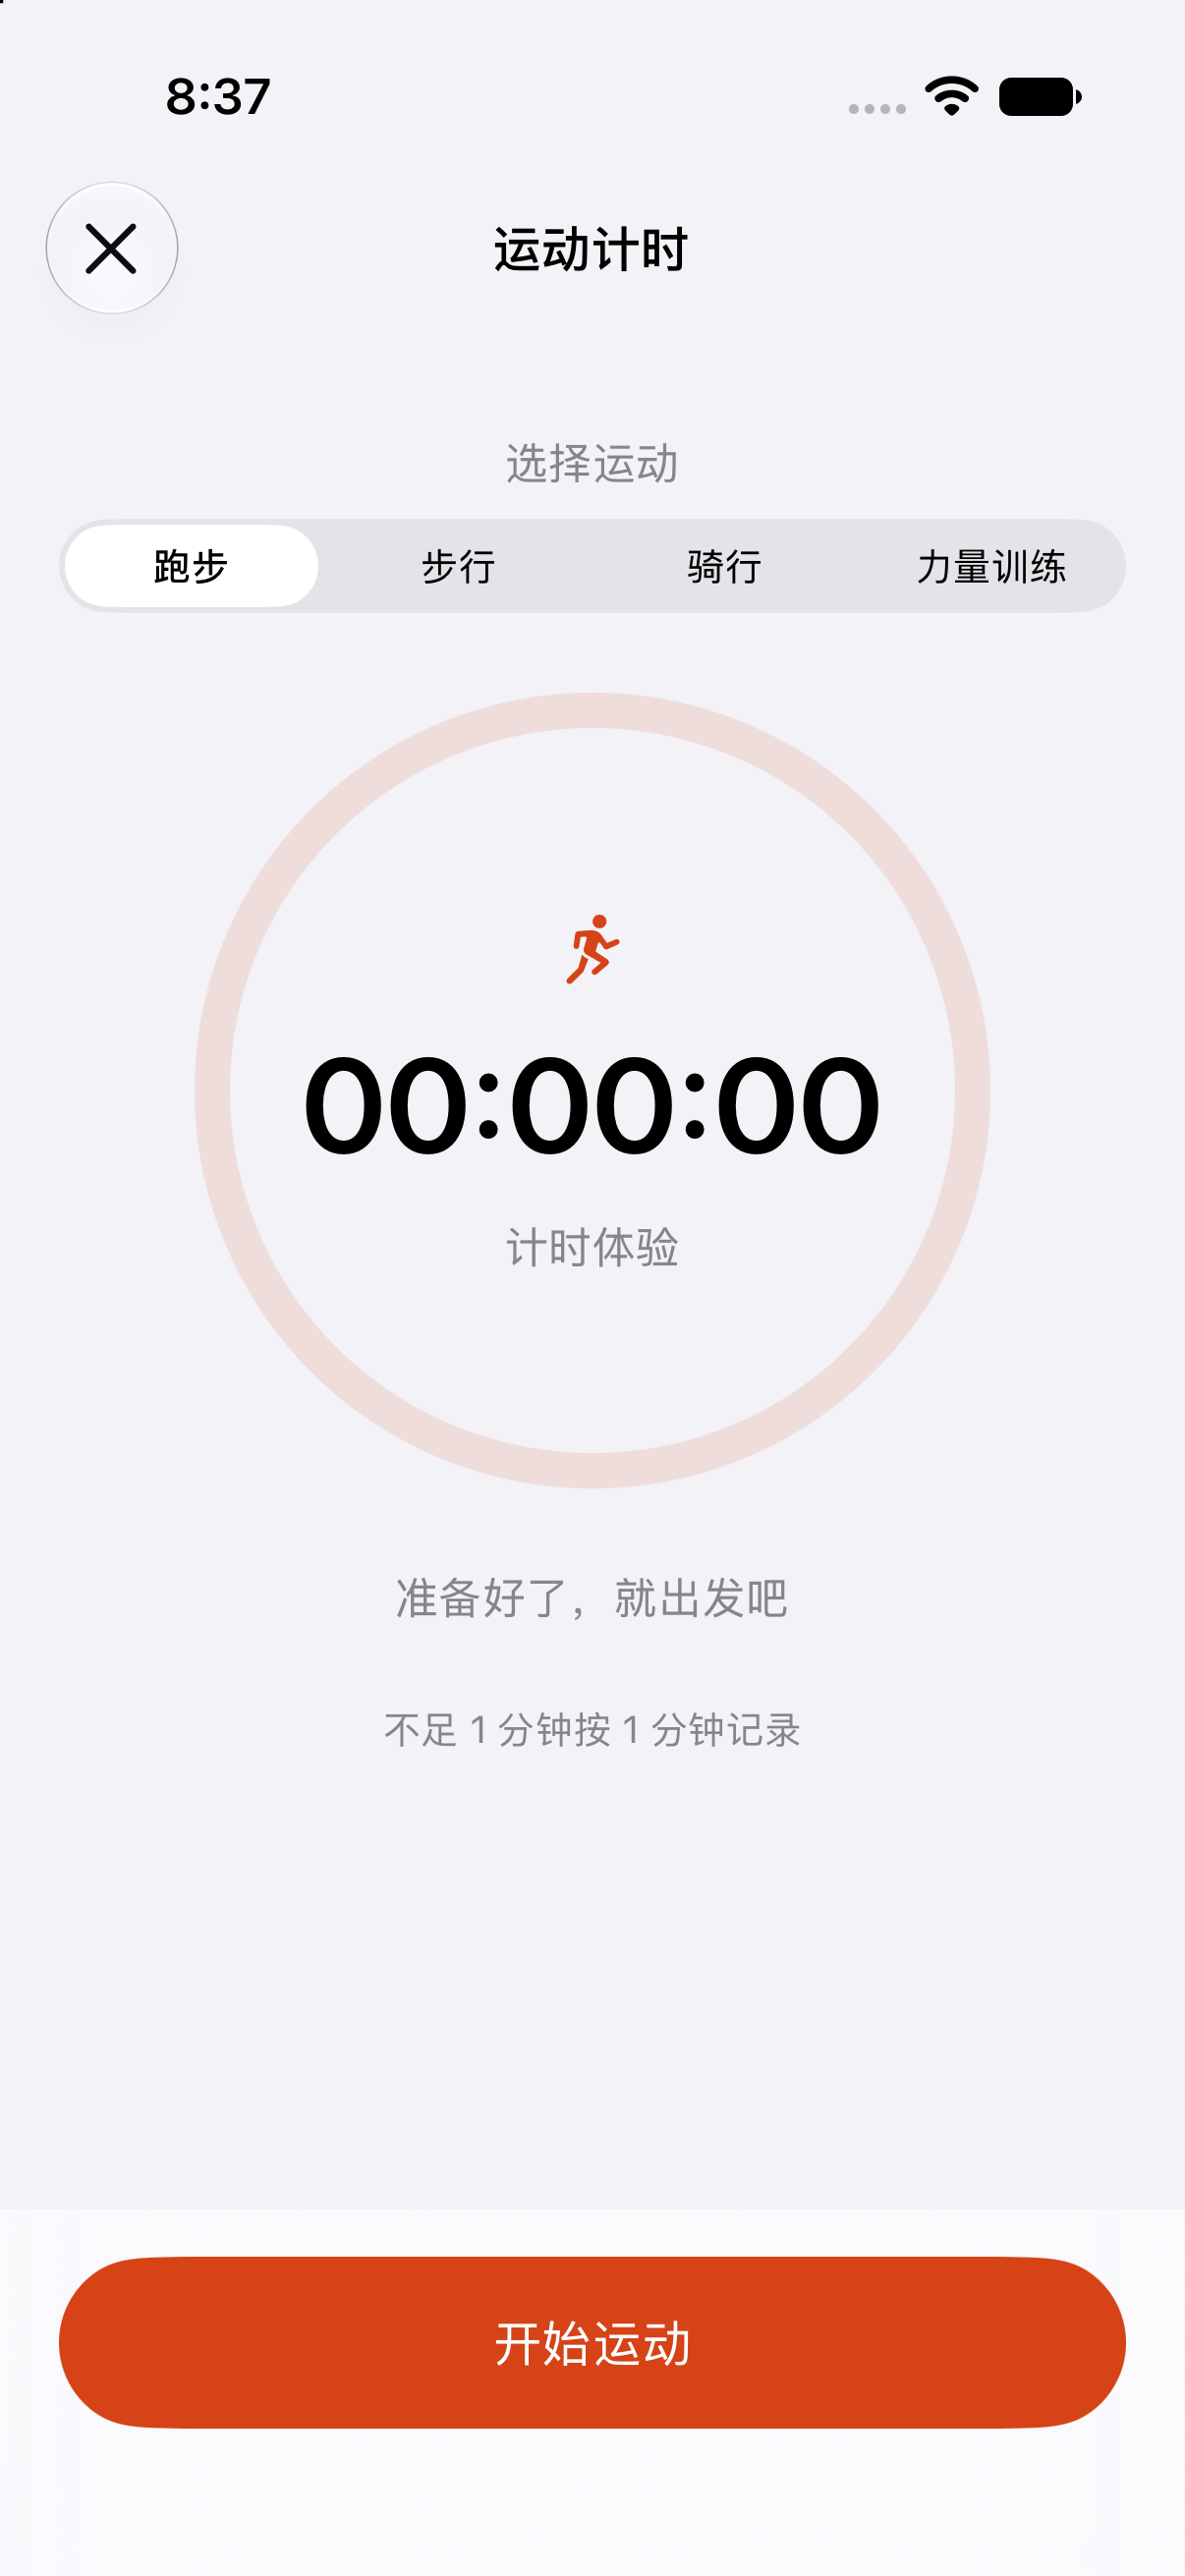 8:37
运动计时
选择运动
跑步 步行 骑行 力量训练
00:00:00
计时体验
准备好了，就出发吧
不足 1 分钟按 1 分钟记录
开始运动